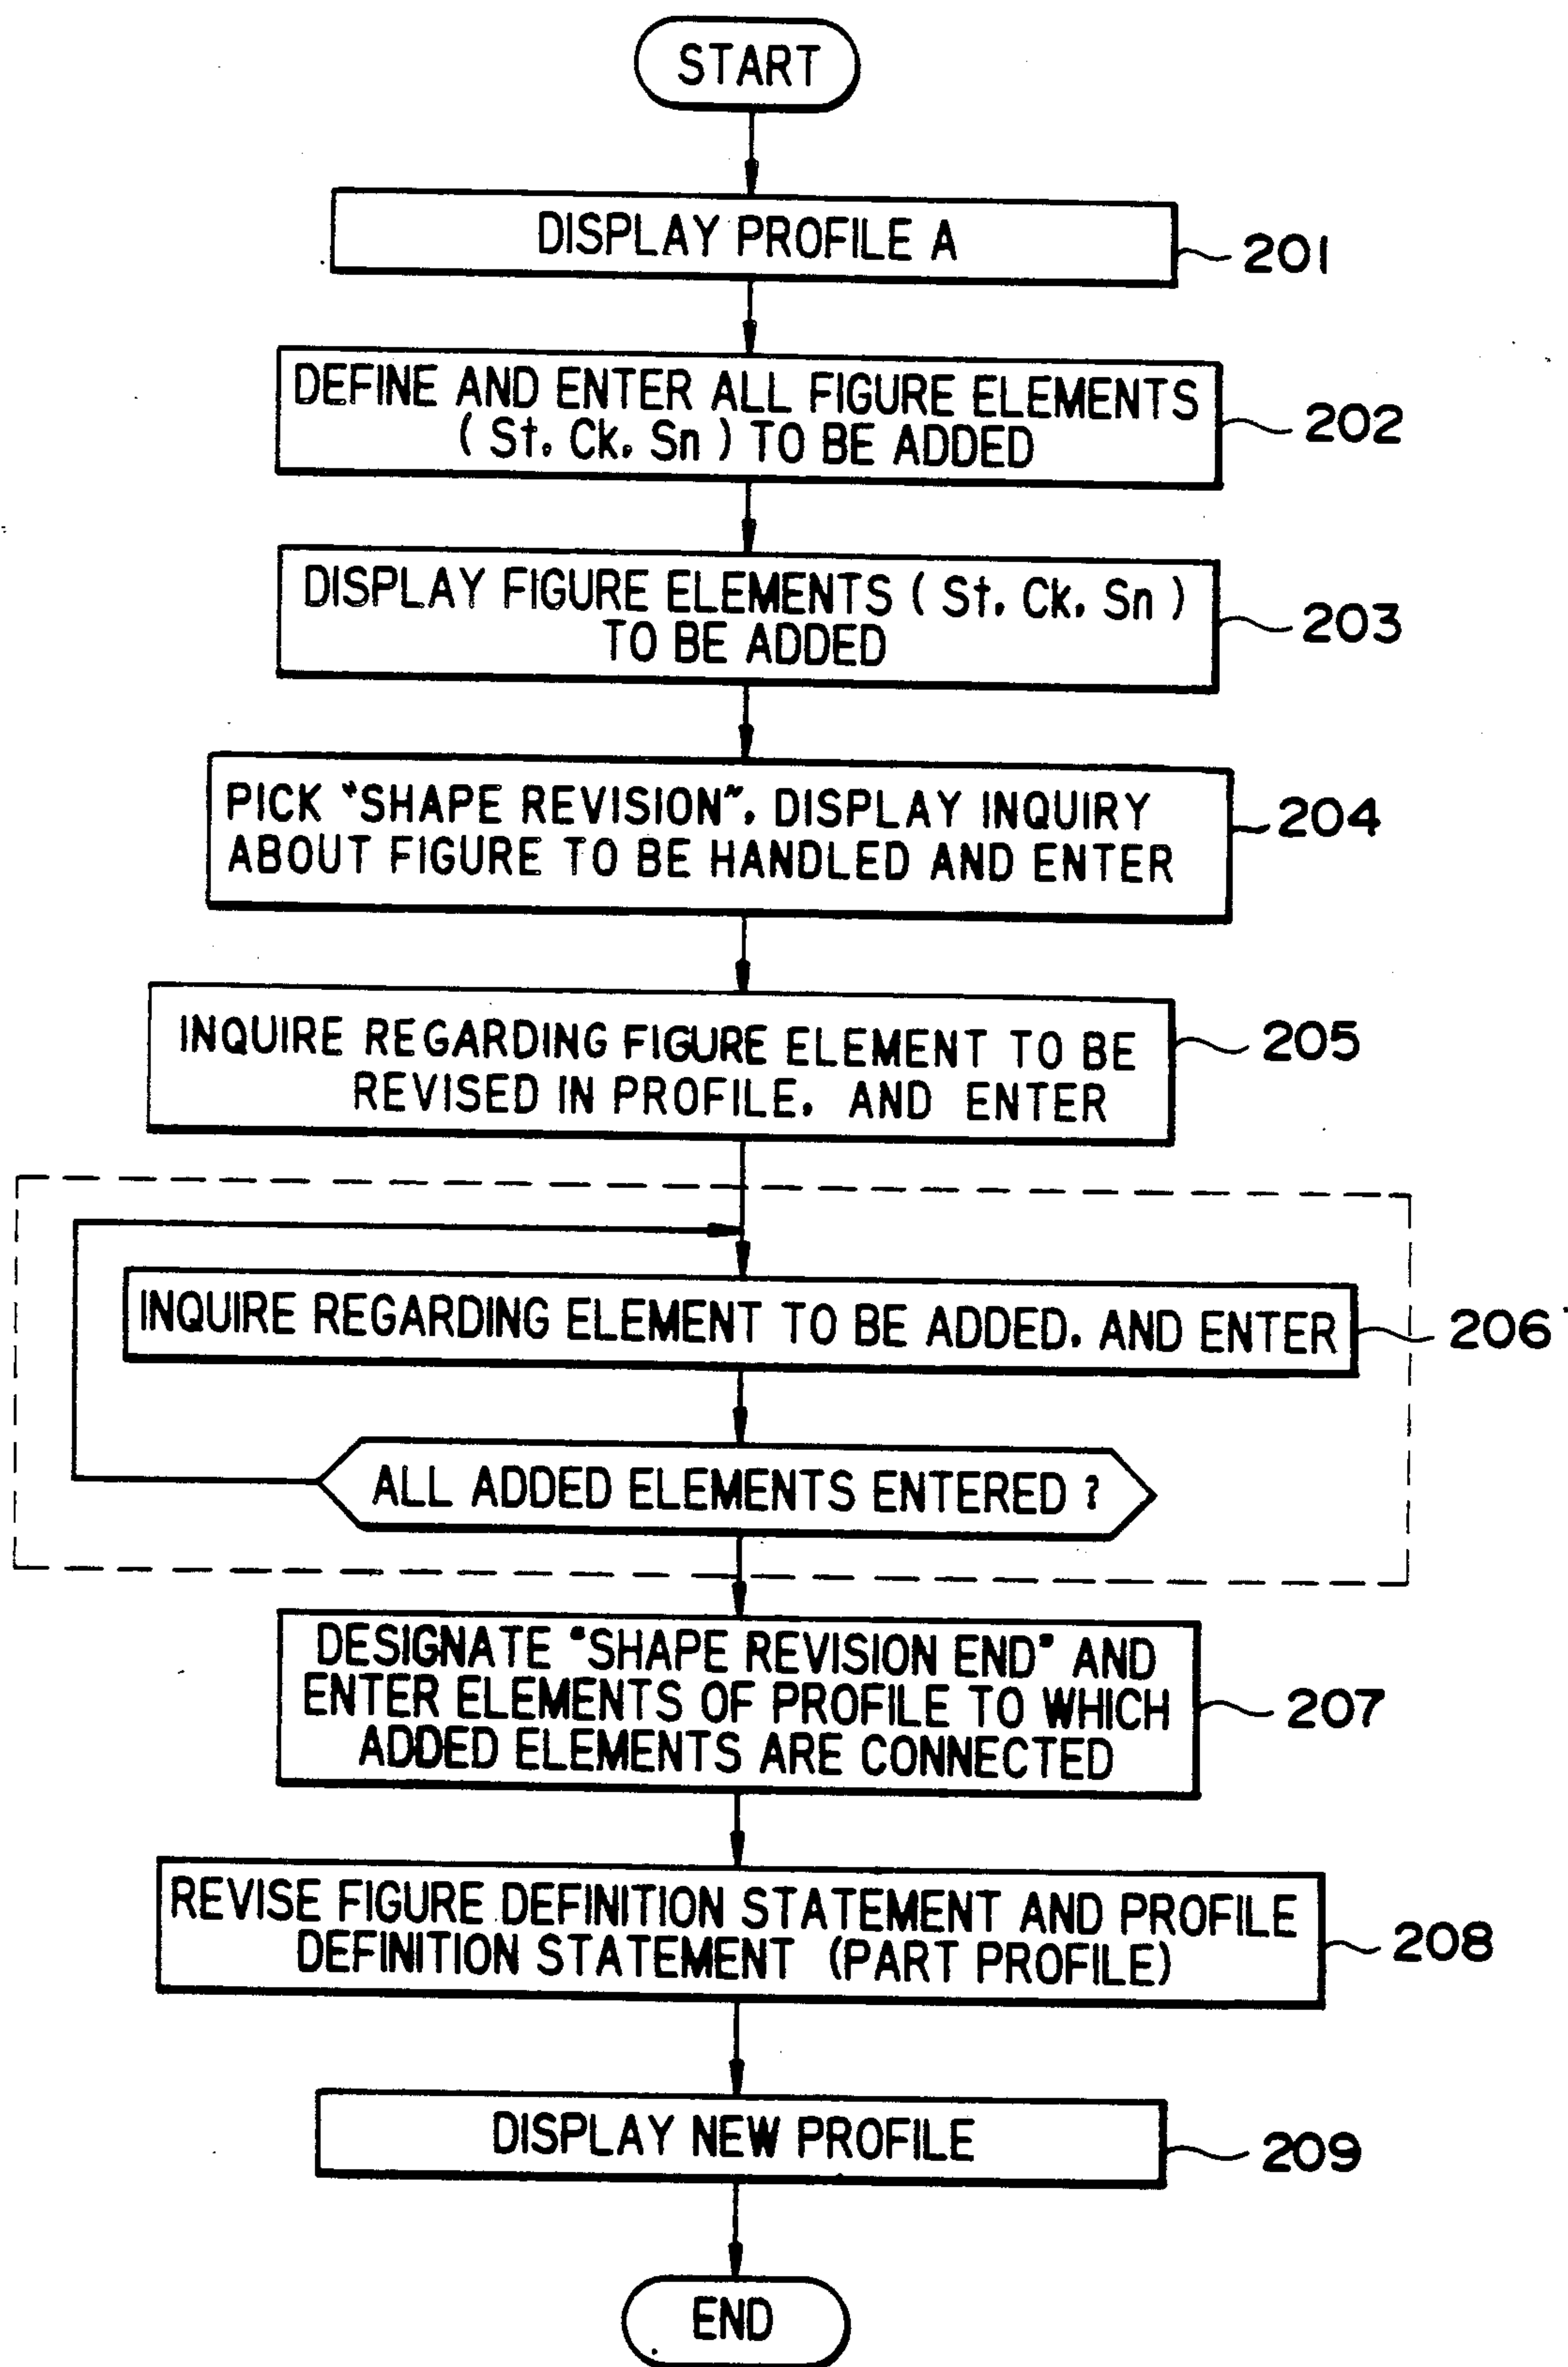 START
DISPLAY PROFILE A
201
DEFINE AND ENTER ALL FIGURE ELEMENTS
( St. Ck. Sn ) TO BE ADDED
202
DISPLAY FIGURE ELEMENTS ( St. Ck. Sn )
TO BE ADDED
203
PICK "SHAPE REVISION". DISPLAY INQUIRY
ABOUT FIGURE TO BE HANDLED AND ENTER
204
INQUIRE REGARDING FIGURE ELEMENT TO BE
REVISED IN PROFILE. AND ENTER
205
INQUIRE REGARDING ELEMENT TO BE ADDED. AND ENTER
206'
ALL ADDED ELEMENTS ENTERED ?
DESIGNATE "SHAPE REVISION END" AND
ENTER ELEMENTS OF PROFILE TO WHICH
ADDED ELEMENTS ARE CONNECTED
207
REVISE FIGURE DEFINITION STATEMENT AND PROFILE
DEFINITION STATEMENT (PART PROFILE)
208
DISPLAY NEW PROFILE
209
END